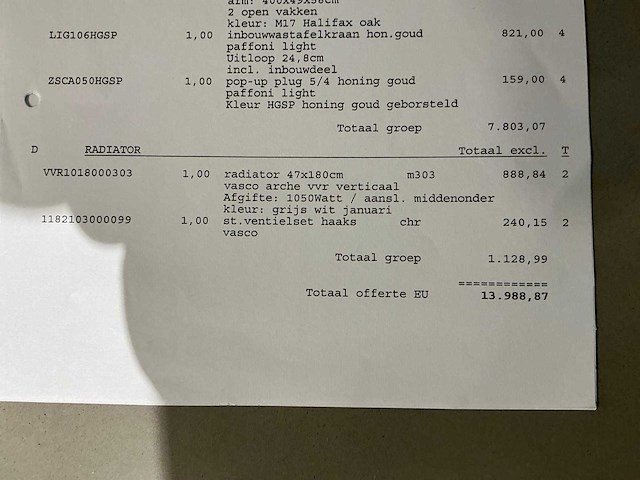 afm: 400x49x36cm
2 open vakken
kleur: M17 Halifax oak
LIG106HGSP 1,00 inbouwwastafelkraan hon.goud 821,00 4
paffoni light
Uitloop 24,8cm
incl. inbouwdeel
ZSCA050HGSP 1,00 pop-up plug 5/4 honing goud 159,00 4
paffoni light
Kleur HGSP honing goud geborsteld
Totaal groep 7.803,07
D RADIATOR Totaal excl. T
VVR1018000303 1,00 radiator 47x180cm m303 888,84 2
vasco arche vvr verticaal
Afgifte: 1050Watt / aansl. middenonder
kleur: grijs wit januari
1182103000099 1,00 st.ventielset haaks chr 240,15 2
vasco
Totaal groep 1.128,99
============
Totaal offerte EU 13.988,87